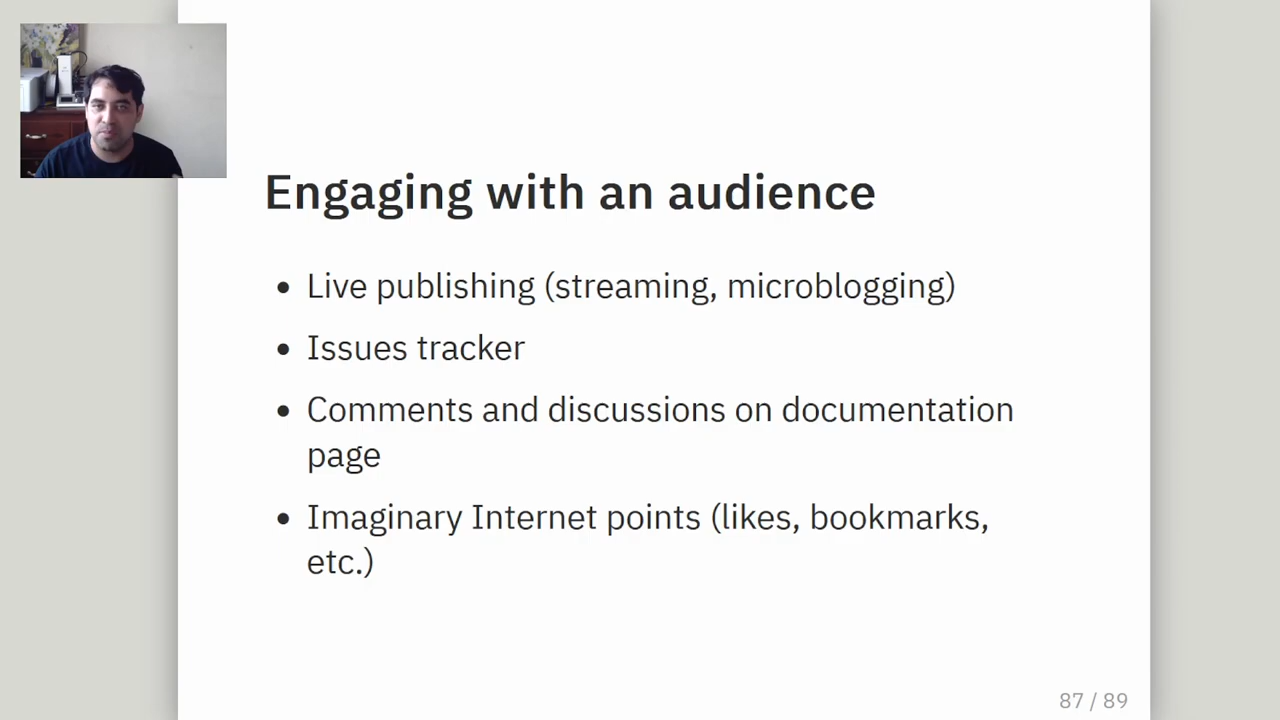 Engaging with an audience
• Live publishing (streaming, microblogging)
• Issues tracker
• Comments and discussions on documentation
page
• Imaginary Internet points (likes, bookmarks,
etc.)
87 / 89